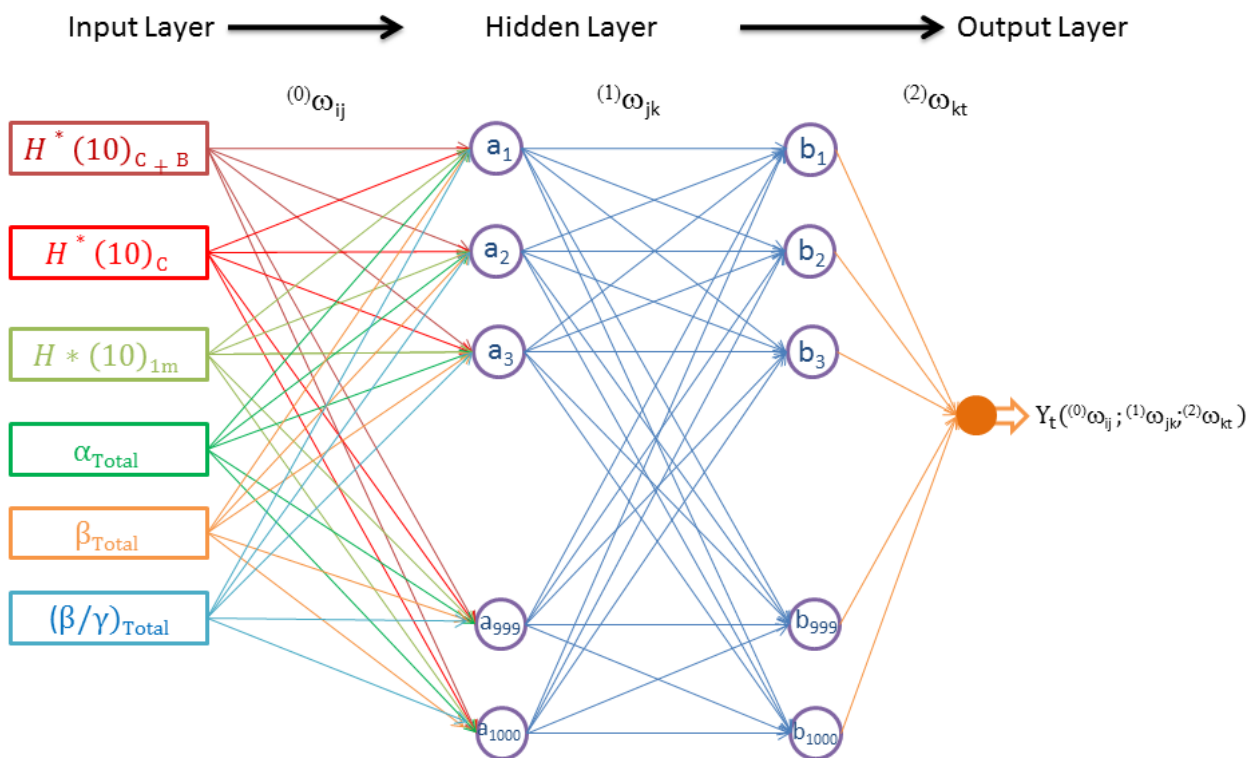 Input Layer Hidden Layer Output Layer
(0)ωij (1)ωjk (2)ωkt
H*(10)C + B a1 b1
H*(10)C a2 b2
H∗(10)1m a3 b3
Yt((0)ωij ; (1)ωjk;(2)ωkt)
αTotal
βTotal
(β/γ)Total a999 b999
a1000 b1000